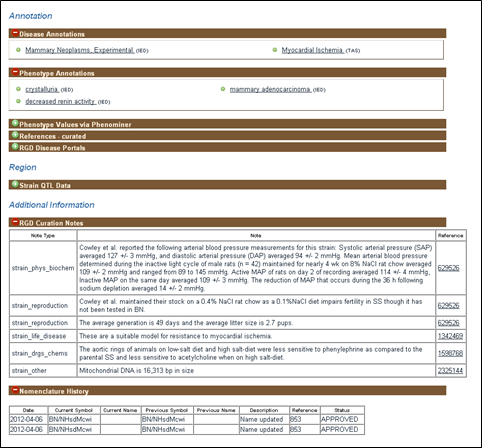 Annotation
Disease Annotations
Mammary Neoplasms, Experimental (IED) Myocardial Ischemia (TAS)
Phenotype Annotations
crystalluria (IED) mammary adenocarcinoma (IED)
decreased renin activity (IED)
Phenotype Values via Phenominer
References - curated
RGD Disease Portals
Region
Strain QTL Data
Additional Information
RGD Curation Notes
Note Type Note Reference
Cowley et al. reported the following arterial blood pressure measurements for this strain: Systolic arterial pressure (SAP)
averaged 127 +/- 3 mmHg, and diastolic arterial pressure (DAP) averaged 94 +/- 2 mmHg. Mean arterial blood pressure
determined during the inactive light cycle of male rats (n = 42) maintained for nearly 4 wk on 8% NaCl rat chow averaged
strain_phys_biochem 109 +/- 2 mmHg and ranged from 89 to 145 mmHg. Active MAP of rats on day 2 of recording averaged 114 +/- 4 mmHg, 629526
Inactive MAP on the same day averaged 109 +/- 3 mmHg. The reduction of MAP that occurs during the 36 h following
sodium depletion averaged 14 +/- 2 mmHg.
strain_reproduction Cowley et al. maintained their stock on a 0.4% NaCl rat chow as a 0.1%NaCl diet impairs fertility in SS though it has 629526
not been tested in BN.
strain_reproduction The average generation is 49 days and the average litter size is 2.7 pups. 629526
strain_life_disease These are a suitable model for resistance to myocardial ischemia. 1342469
strain_drgs_chems The aortic rings of animals on low-salt diet and high salt-diet were less sensitive to phenylephrine as compared to the 1598768
parental SS and less sensitive to acetylcholine when on high salt-diet.
strain_other Mitochondrial DNA is 16,313 bp in size 2325144
Nomenclature History
Date Current Symbol Current Name Previous Symbol Previous Name Description Reference Status
2012-04-06 BN/NHsdMcwi BN/NHsdMcwi Name updated 853 APPROVED
2012-04-06 BN/NHsdMcwi BN/NHsdMcwi Name updated 853 APPROVED